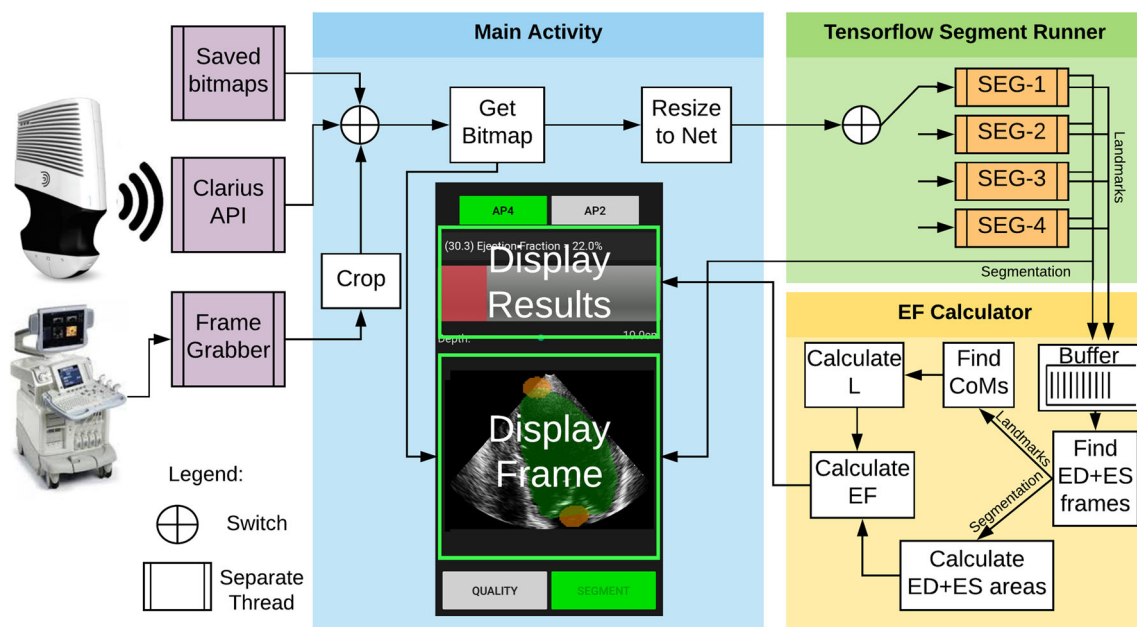 Main Activity
Tensorflow Segment Runner
Saved
bitmaps
Get
Bitmap
Resize
to Net
SEG-1
SEG-2
SEG-3
SEG-4
Landmarks
Segmentation
Clarius
API
Crop
Frame
Grabber
AP4
AP2
(30.3) Ejection Fraction = 22.0%
Display
Results
Depth:
10.0cm
Display
Frame
QUALITY
SEGMENT
EF Calculator
Calculate
L
Find
CoMs
Buffer
Landmarks
Find
ED+ES
frames
Calculate
EF
Segmentation
Calculate
ED+ES areas
Legend:
Switch
Separate
Thread